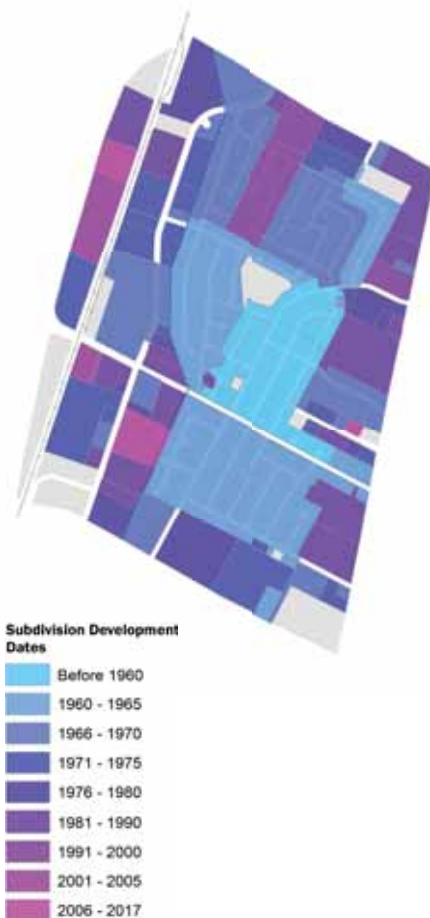 Subdivision Development
Dates
Before 1960
1960 - 1965
1966 - 1970
1971 - 1975
1976 - 1980
1981 - 1990
1991 - 2000
2001 - 2005
2006 - 2017